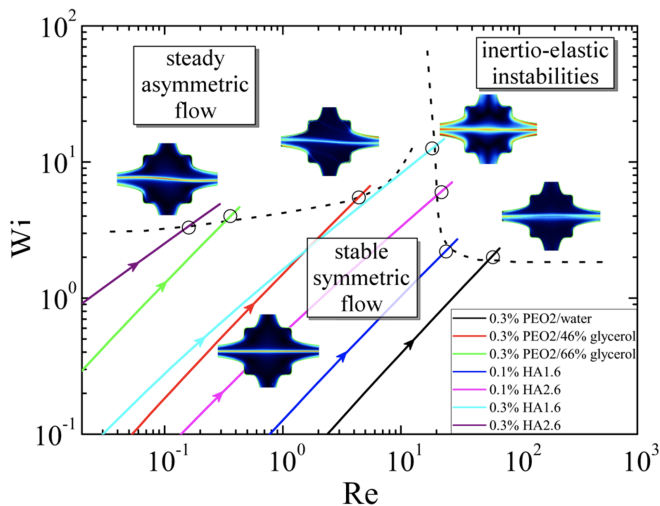 steady
asymmetric
flow
inertio-elastic
instabilities
stable
symmetric
flow
Wi
10²
10¹
10⁰
10⁻¹
0.3% PEO2/water
0.3% PEO2/46% glycerol
0.3% PEO2/66% glycerol
0.1% HA1.6
0.1% HA2.6
0.3% HA1.6
0.3% HA2.6
10⁻¹ 10⁰ 10¹ 10² 10³
Re